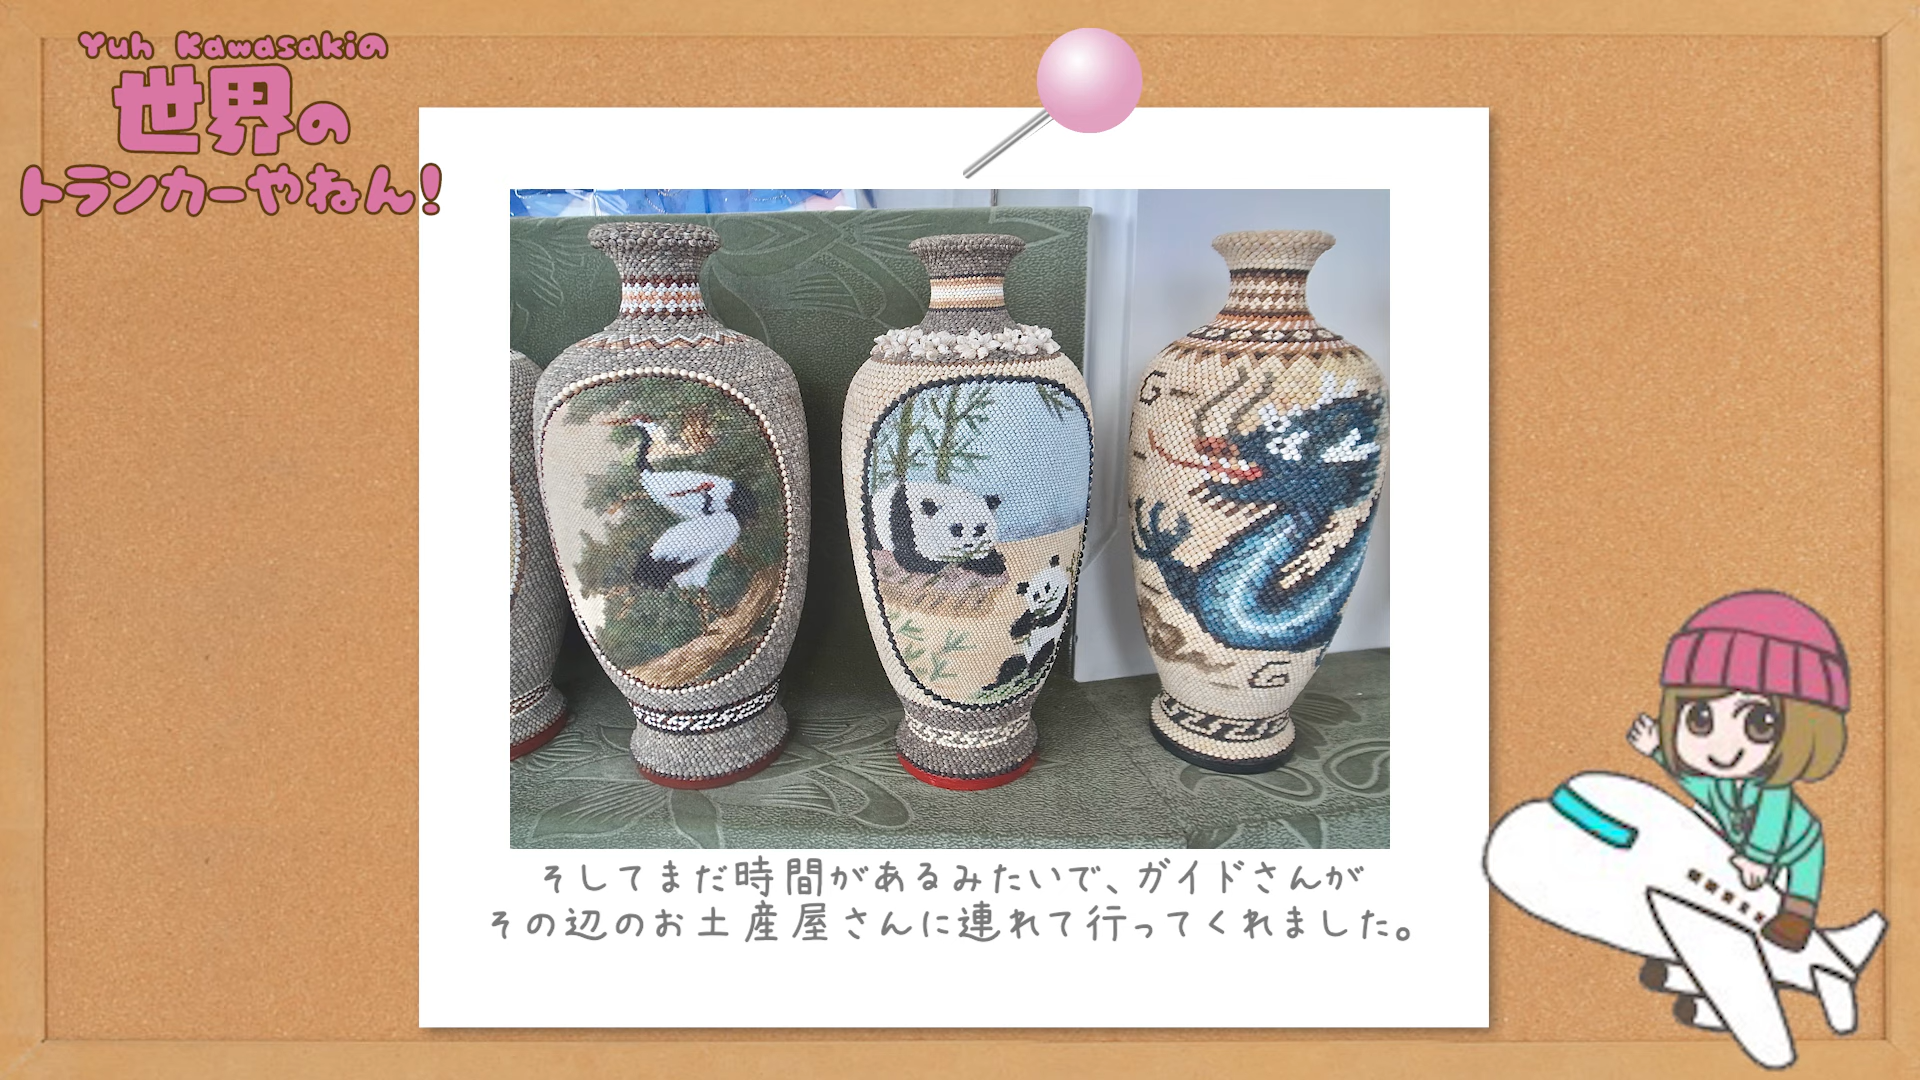 Yuh Kawasakiの
世界の
トランカーやねん!
そしてまだ時間があるみたいで、ガイドさんが
その辺のお土産屋さんに連れて行ってくれました。